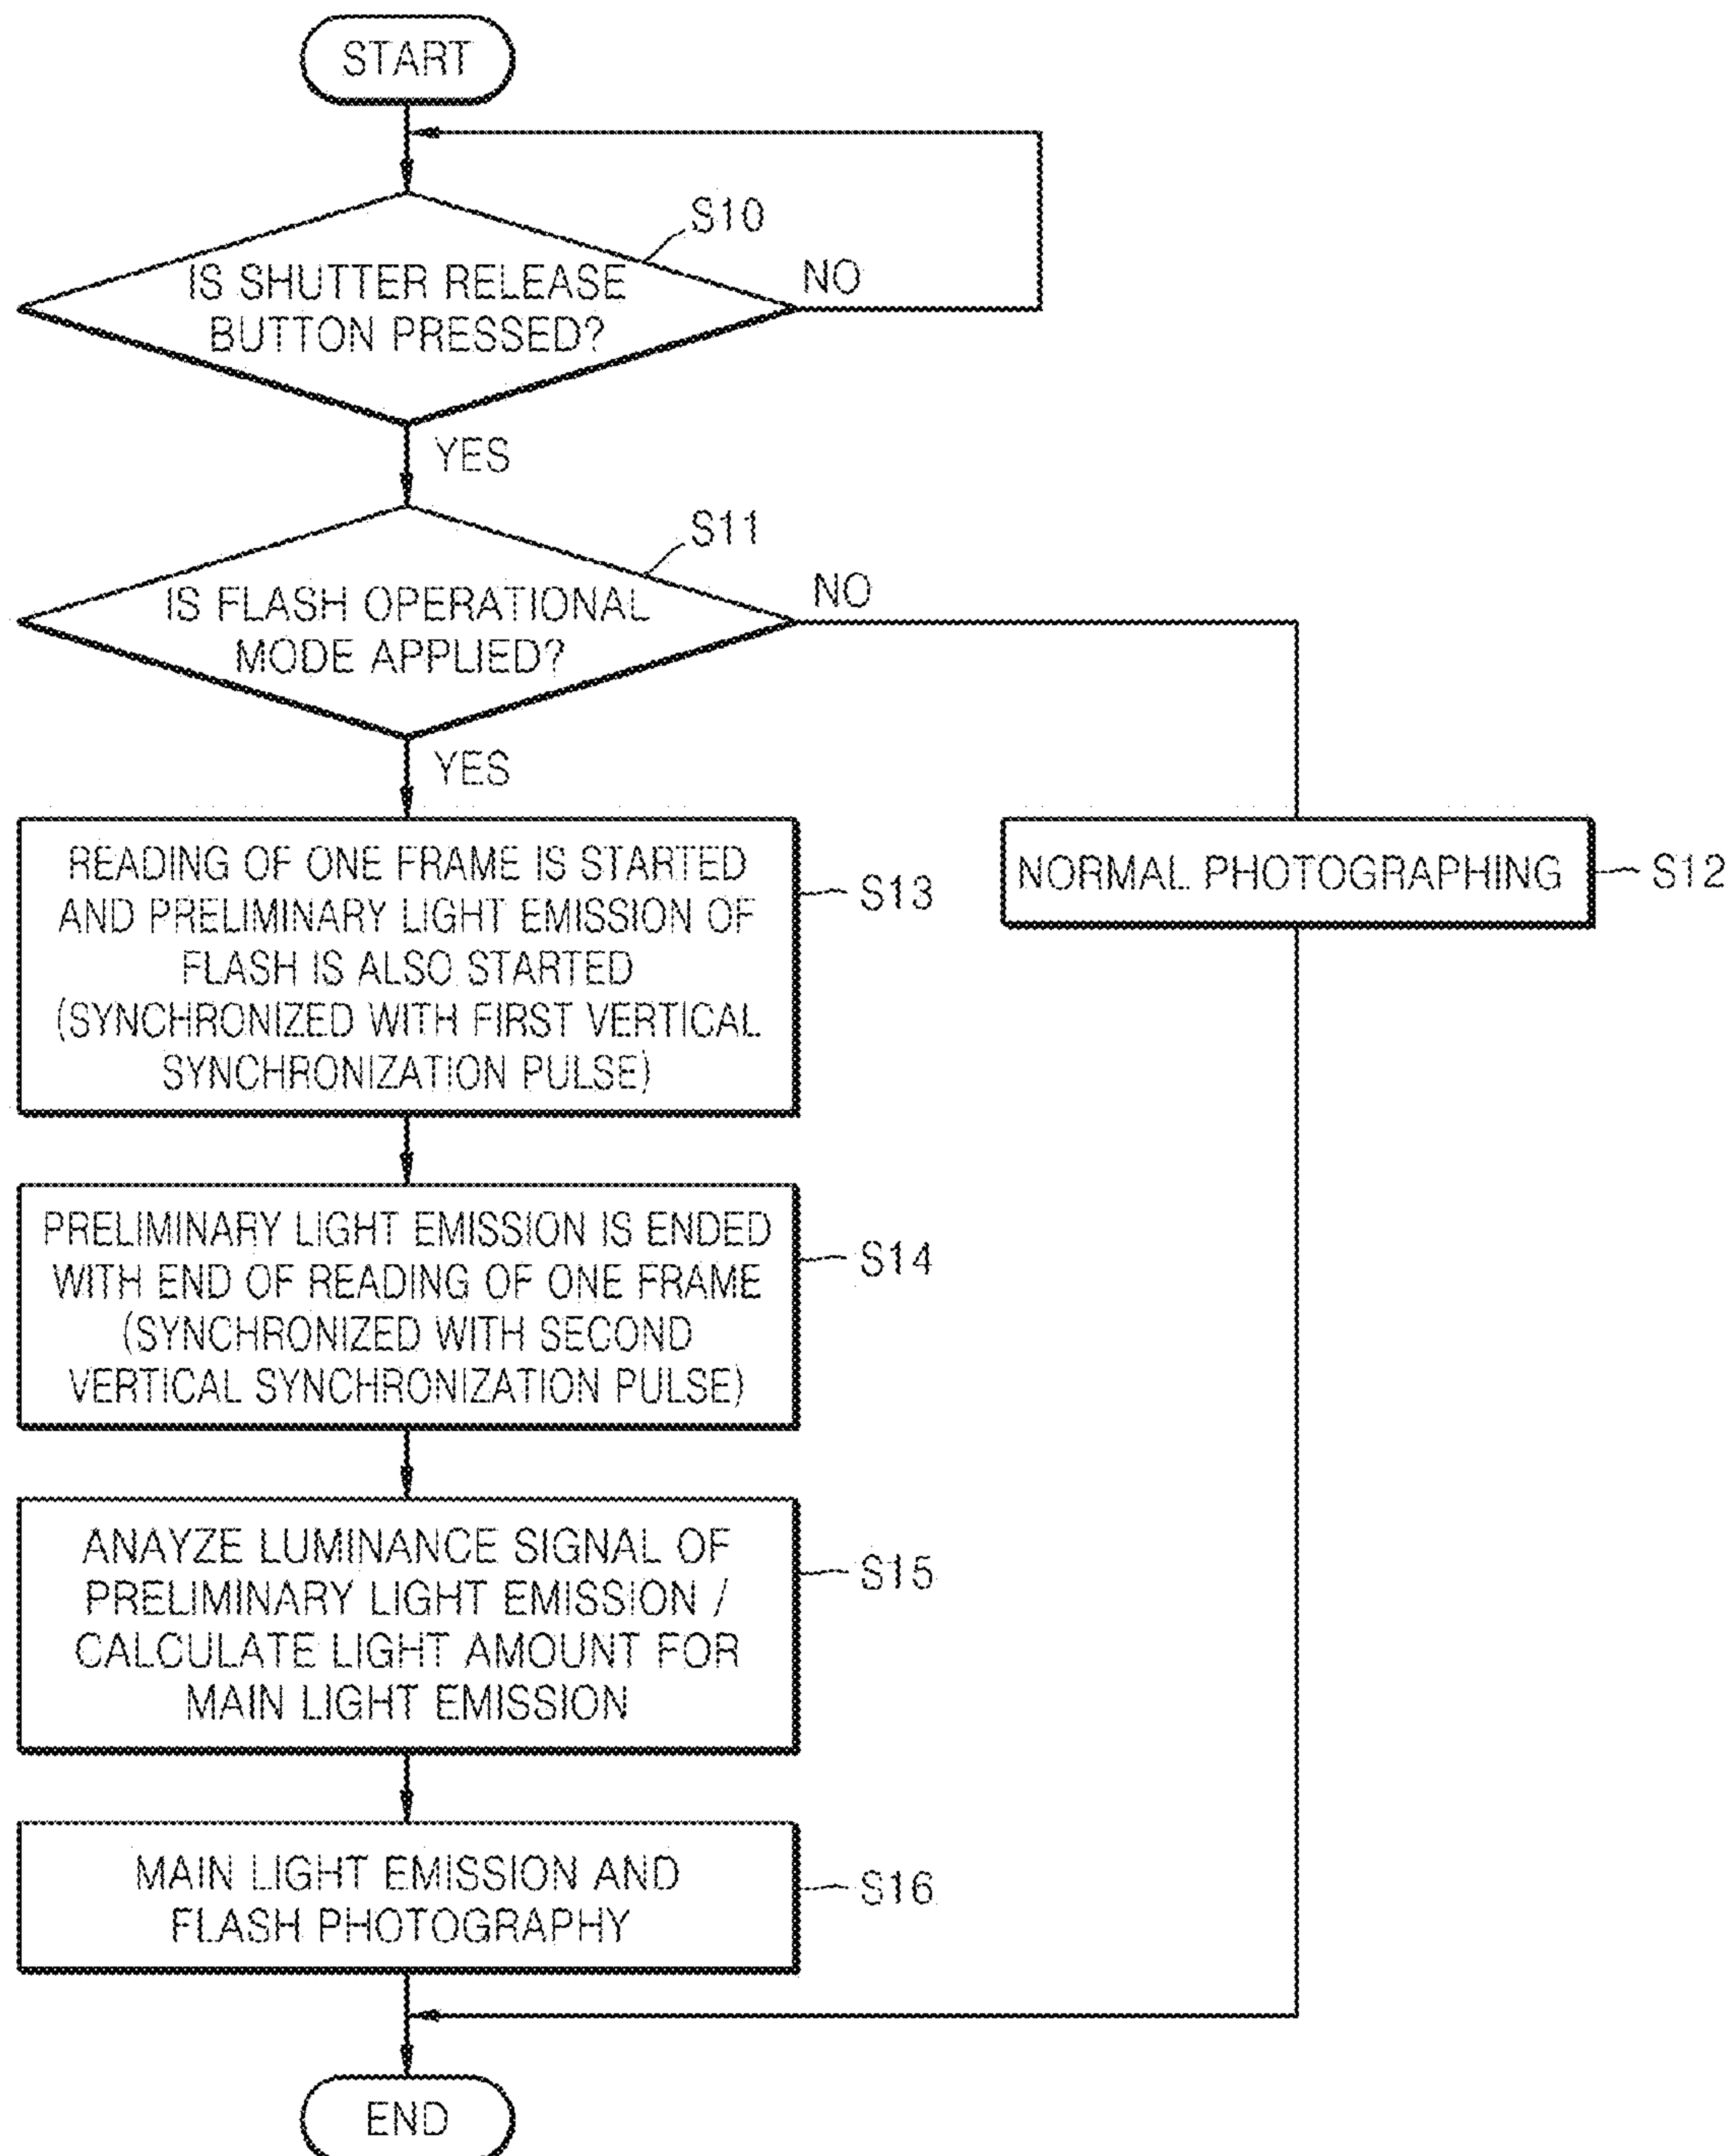 START
S10
IS SHUTTER RELEASE
BUTTON PRESSED?
NO
YES
S11
IS FLASH OPERATIONAL
MODE APPLIED?
NO
YES
READING OF ONE FRAME IS STARTED
AND PRELIMINARY LIGHT EMISSION OF
FLASH IS ALSO STARTED
(SYNCHRONIZED WITH FIRST VERTICAL
SYNCHRONIZATION PULSE)
S13
NORMAL PHOTOGRAPHING
S12
PRELIMINARY LIGHT EMISSION IS ENDED
WITH END OF READING OF ONE FRAME
(SYNCHRONIZED WITH SECOND
VERTICAL SYNCHRONIZATION PULSE)
S14
ANAYZE LUMINANCE SIGNAL OF
PRELIMINARY LIGHT EMISSION /
CALCULATE LIGHT AMOUNT FOR
MAIN LIGHT EMISSION
S15
MAIN LIGHT EMISSION AND
FLASH PHOTOGRAPHY
S16
END